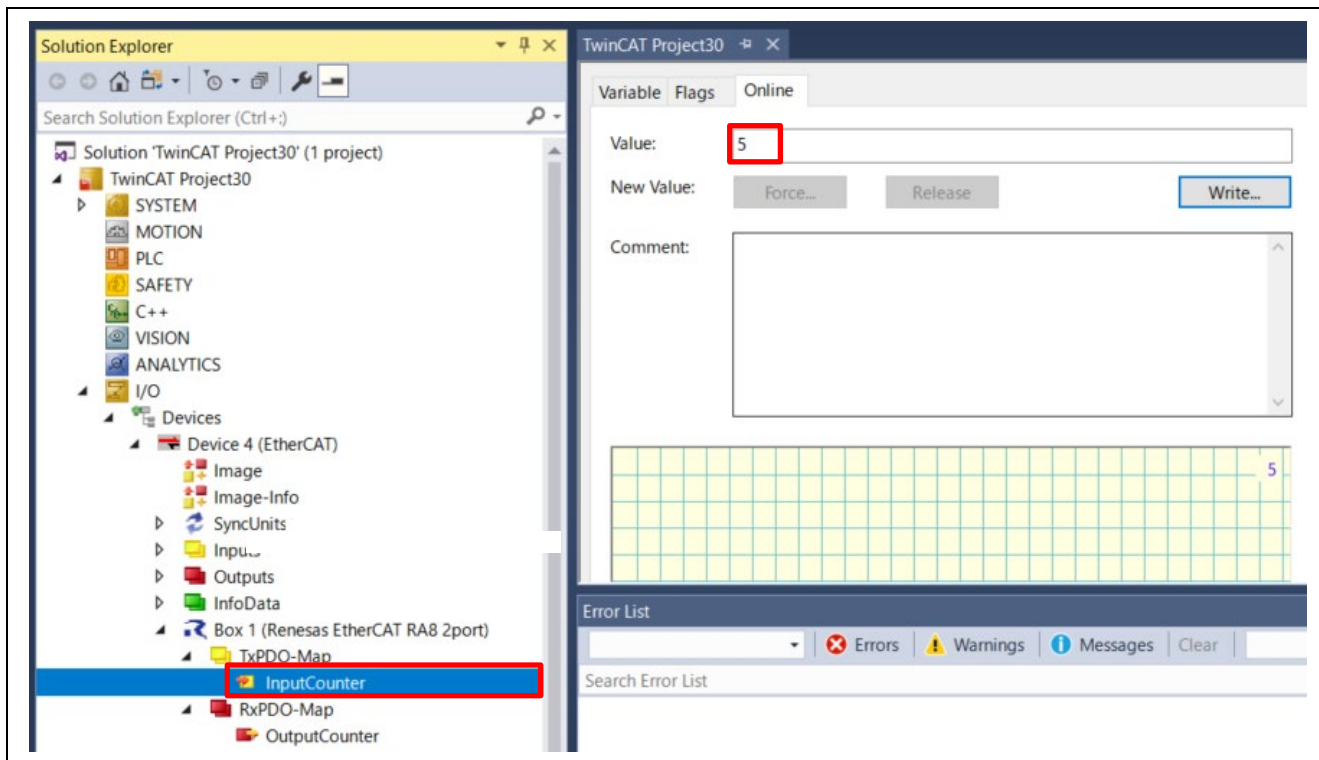 Solution Explorer
Search Solution Explorer (Ctrl+:)
Solution 'TwinCAT Project30' (1 project)
TwinCAT Project30
SYSTEM
MOTION
PLC
SAFETY
C++
VISION
ANALYTICS
I/O
Devices
Device 4 (EtherCAT)
Image
Image-Info
SyncUnits
Outputs
InfoData
Box 1 (Renesas EtherCAT RA8 2port)
TxPDO-Map
InputCounter
RxPDO-Map
OutputCounter
TwinCAT Project30
Variable Flags Online
Value: 5
New Value: Force... Release Write...
Comment:
5
Error List
Errors Warnings Messages Clear
Search Error List